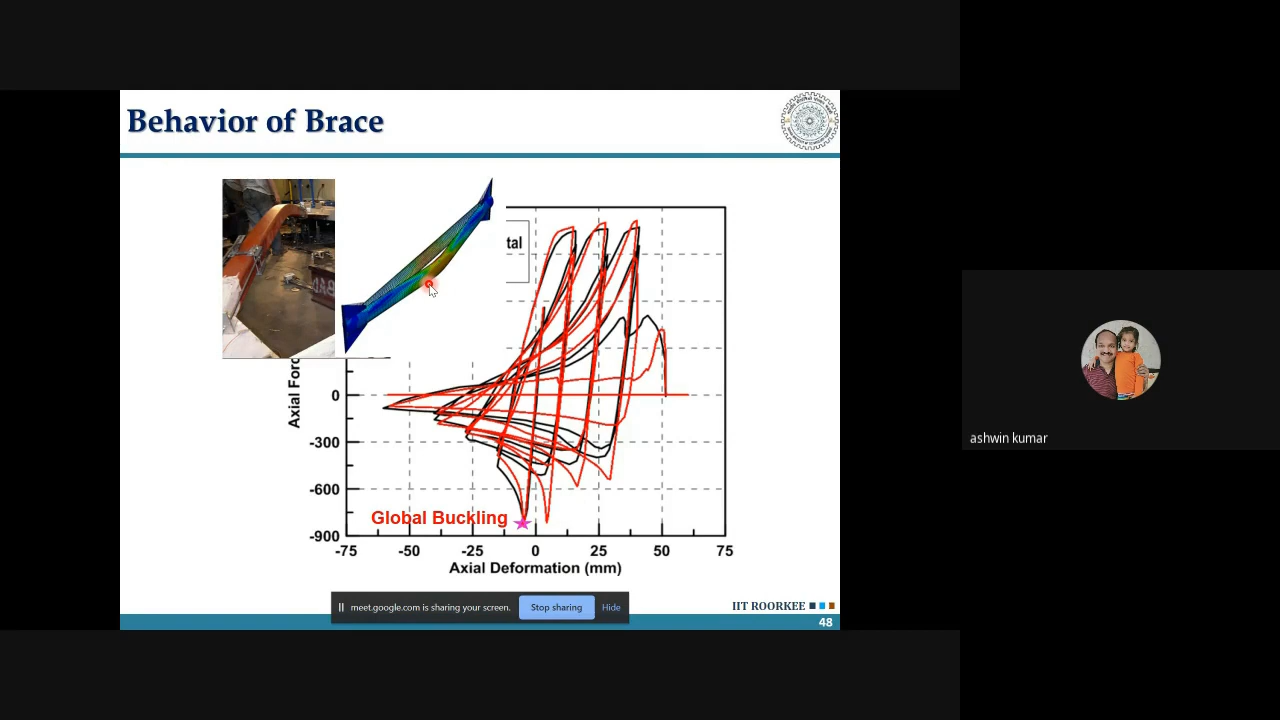 Behavior of Brace
tal
Axial Forc
0
-300
-600
-900
Global Buckling
-75
-50
-25
0
25
50
75
Axial Deformation (mm)
meet.google.com is sharing your screen.
Stop sharing
Hide
IIT ROORKEE
48
ashwin kumar